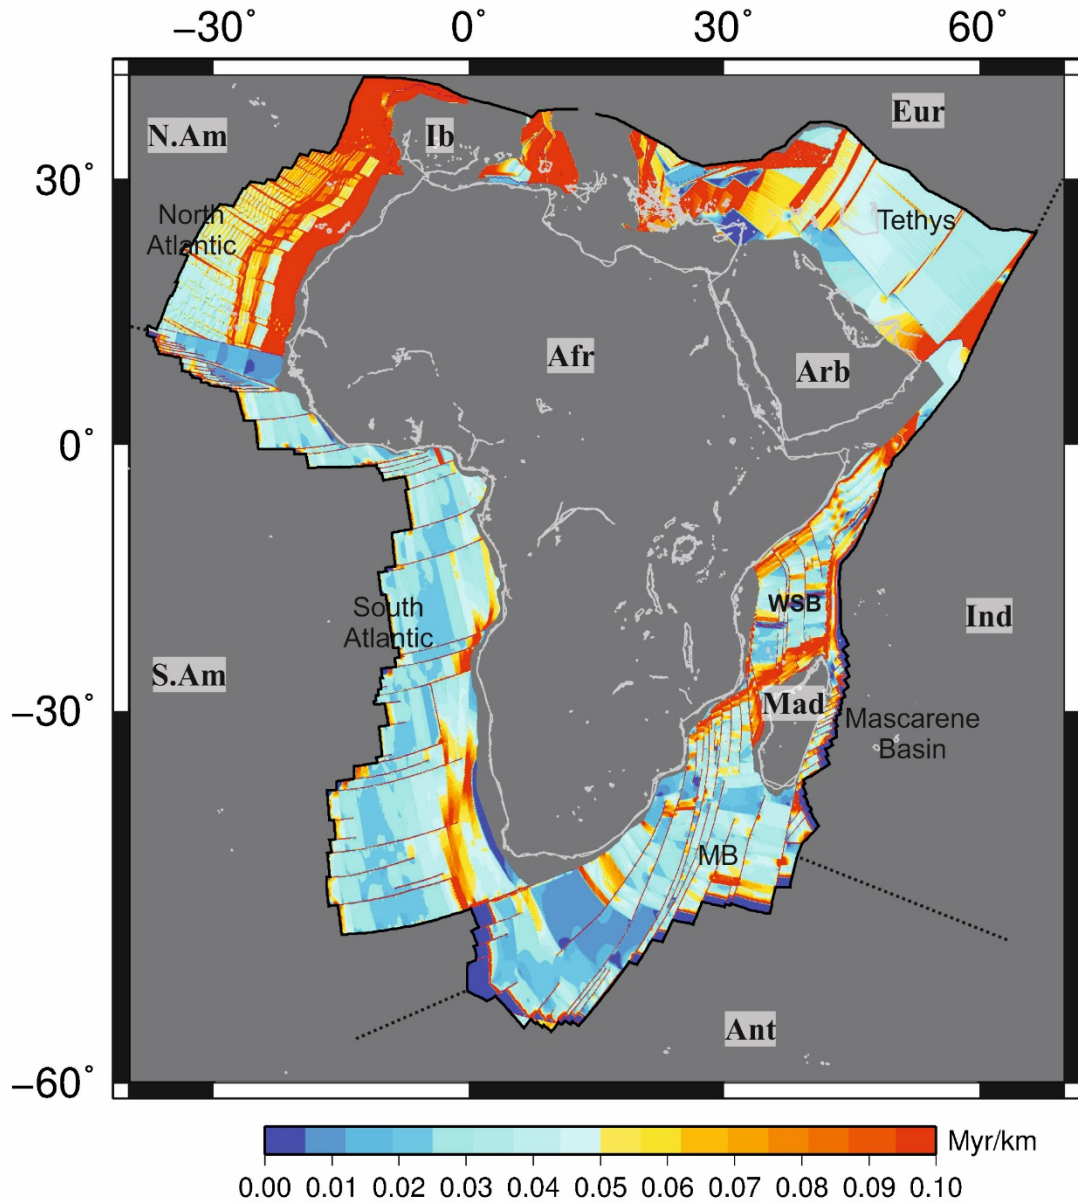 −30˚ 0˚ 30˚ 60˚
Eur
N.Am
Ib
30˚
North
Atlantic
Tethys
Afr
Arb
0˚
WSB
South
Atlantic
Ind
S.Am
−30˚
Mad
Mascarene
Basin
MB
Ant
−60˚
Myr/km
0.00 0.01 0.02 0.03 0.04 0.05 0.06 0.07 0.08 0.09 0.10